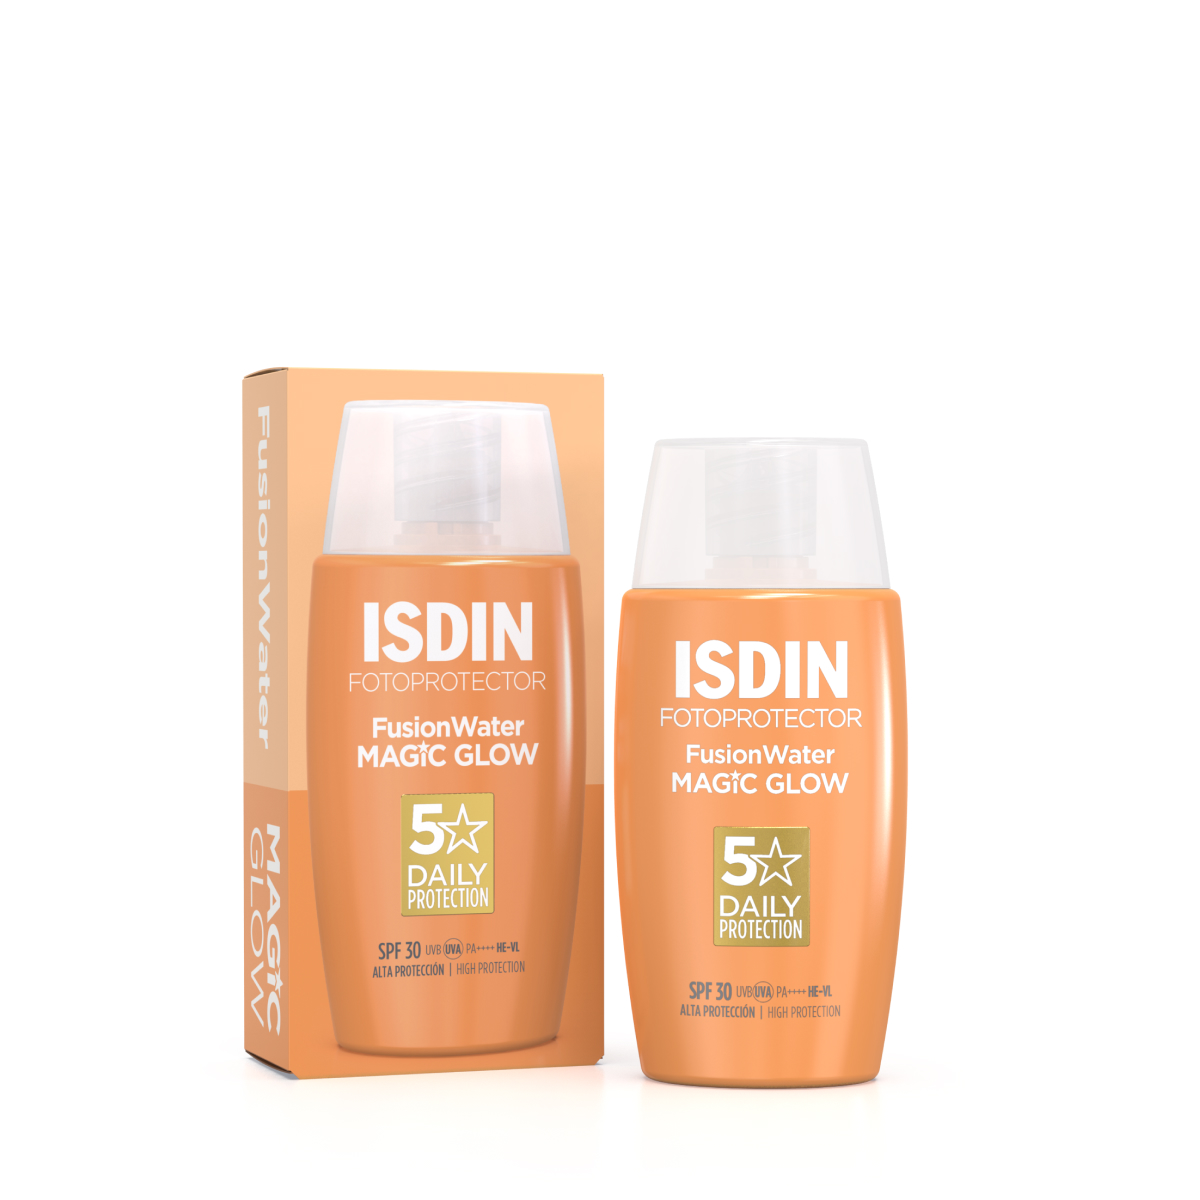 FusionWater
MAGiC
GLOW
ISDIN
FOTOPROTECTOR
FusionWater
MAGiC GLOW
5☆
DAILY
PROTECTION
SPF 30 UVB UVA PA++++ HE-VL
ALTA PROTECCIÓN | HIGH PROTECTION
ISDIN
FOTOPROTECTOR
FusionWater
MAGiC GLOW
5☆
DAILY
PROTECTION
SPF 30 UVB UVA PA++++ HE-VL
ALTA PROTECCIÓN | HIGH PROTECTION